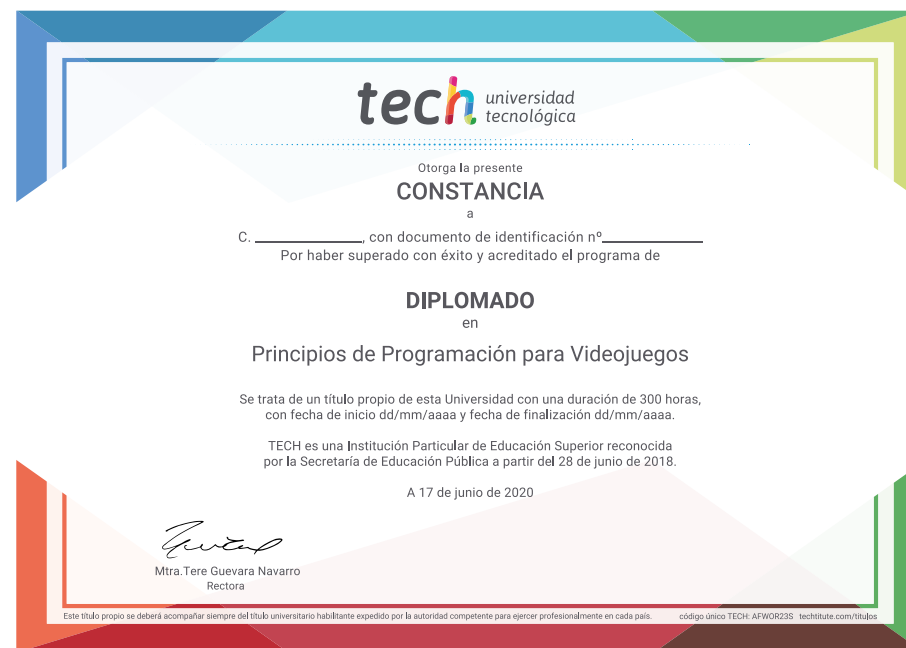 tech universidad
tecnológica
Otorga la presente
CONSTANCIA
a
C. ______________, con documento de identificación nº_____________
Por haber superado con éxito y acreditado el programa de
DIPLOMADO
en
Principios de Programación para Videojuegos
Se trata de un título propio de esta Universidad con una duración de 300 horas,
con fecha de inicio dd/mm/aaaa y fecha de finalización dd/mm/aaaa.
TECH es una Institución Particular de Educación Superior reconocida
por la Secretaría de Educación Pública a partir del 28 de junio de 2018.
A 17 de junio de 2020
Mtra.Tere Guevara Navarro
Rectora
Este título propio se deberá acompañar siempre del título universitario habilitante expedido por la autoridad competente para ejercer profesionalmente en cada país. código único TECH: AFWOR23S techtitute.com/titulos